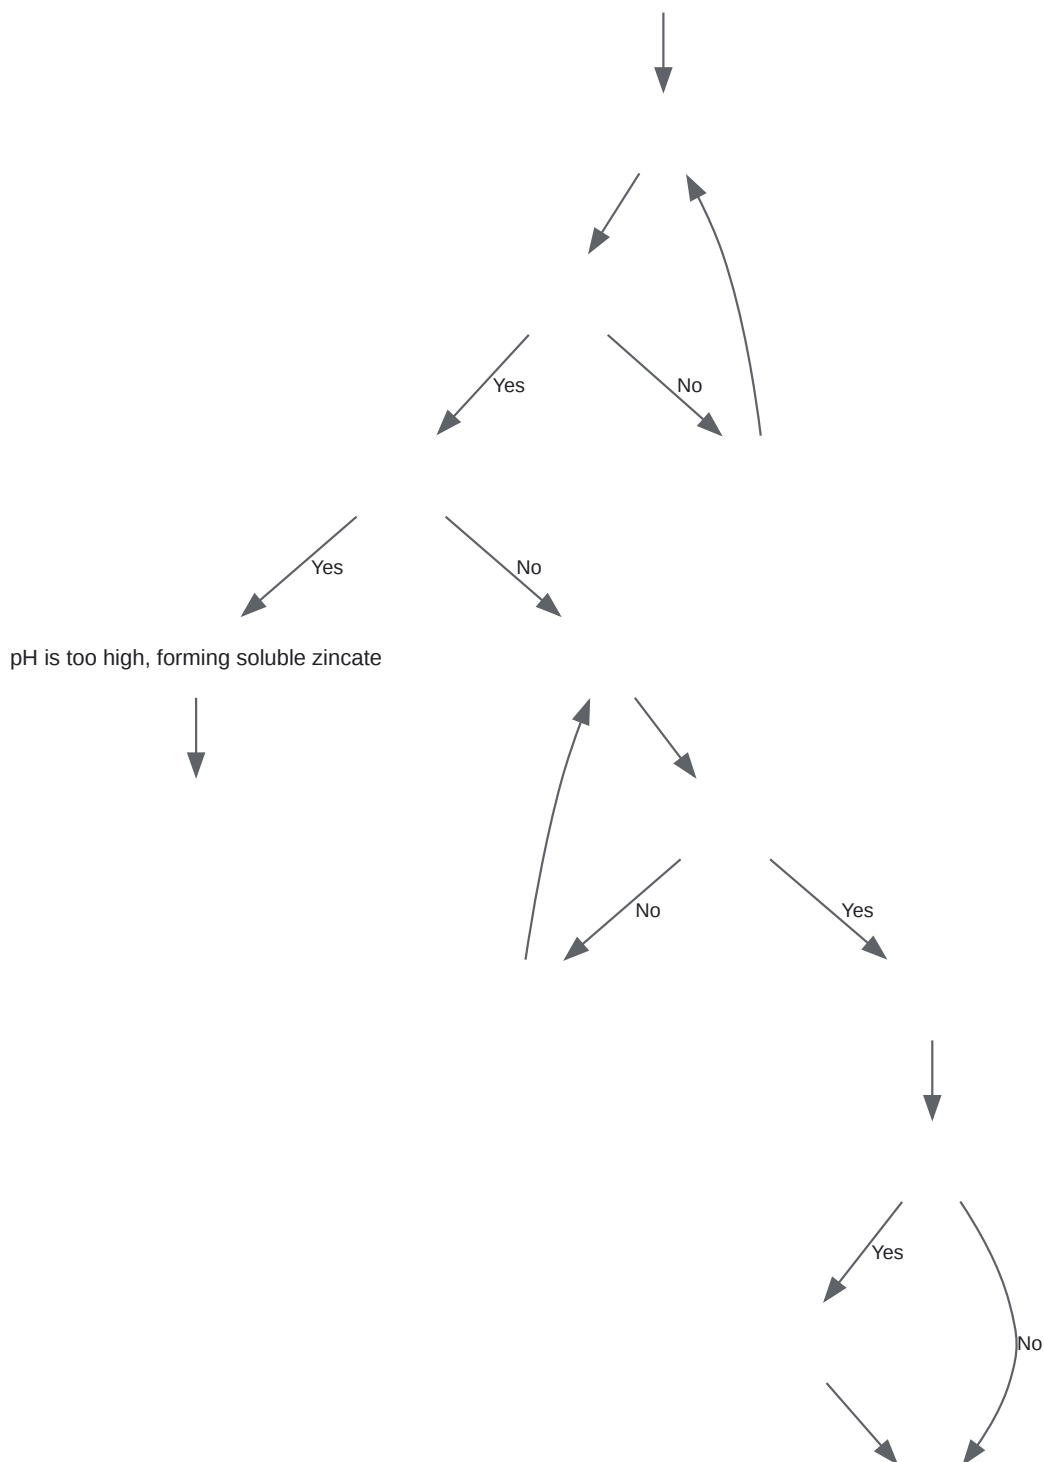 Yes
No
Yes
No
pH is too high, forming soluble zincate
No
Yes
Yes
No